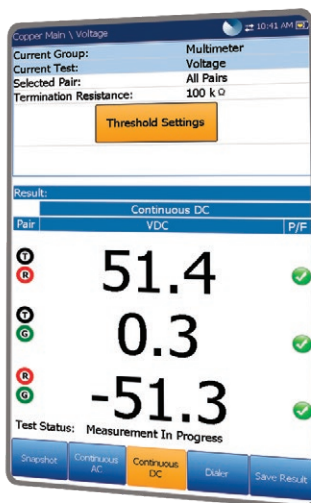 Copper Main \ Voltage 10:41 AM
Current Group: Multimeter
Current Test: Voltage
Selected Pair: All Pairs
Termination Resistance: 100 k Ω
Threshold Settings
Result:
Continuous DC
Pair VDC P/F
T
R
51.4
T
G
0.3
R
G
-51.3
Test Status: Measurement In Progress
Snapshot
Continuous AC
Continuous DC
Dialer
Save Result